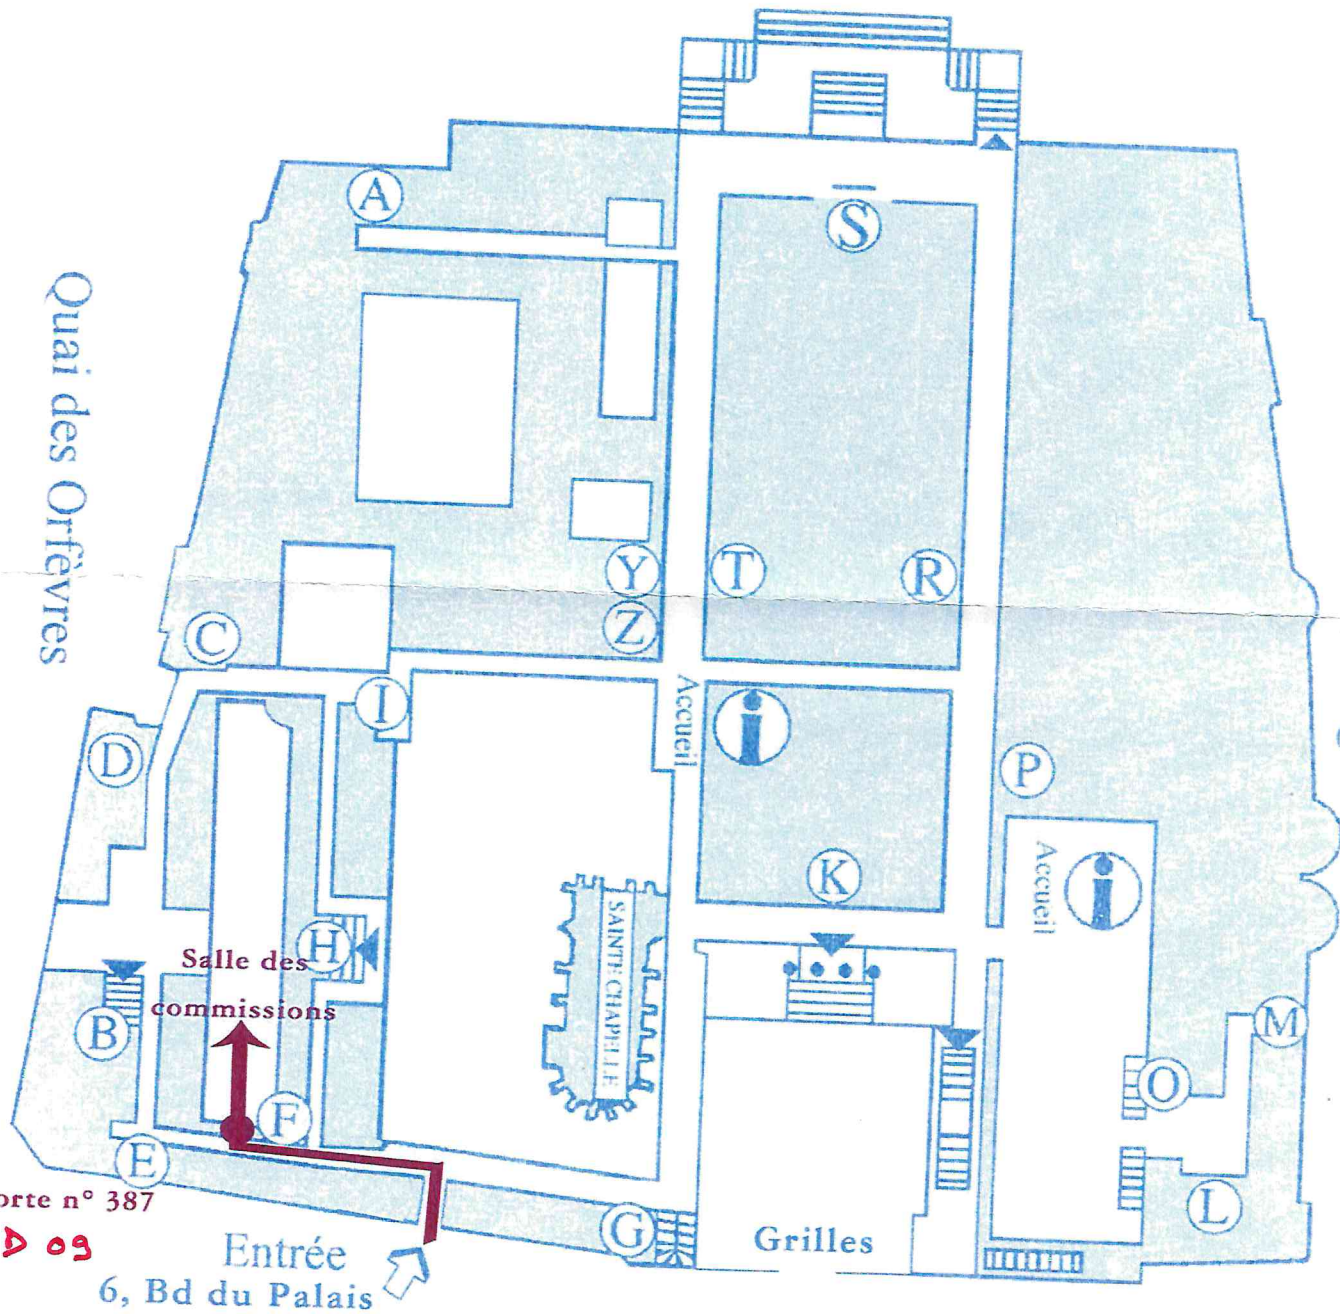 A
S
Quai des Orfèvres
Y
T
R
Z
C
I
Accueil
i
D
P
Accueil
i
K
SAINTE CHAPELLE
H
Salle des
commissions
B
M
O
F
E
L
G
orte n° 387
D 09
Grilles
Entrée
6, Bd du Palais